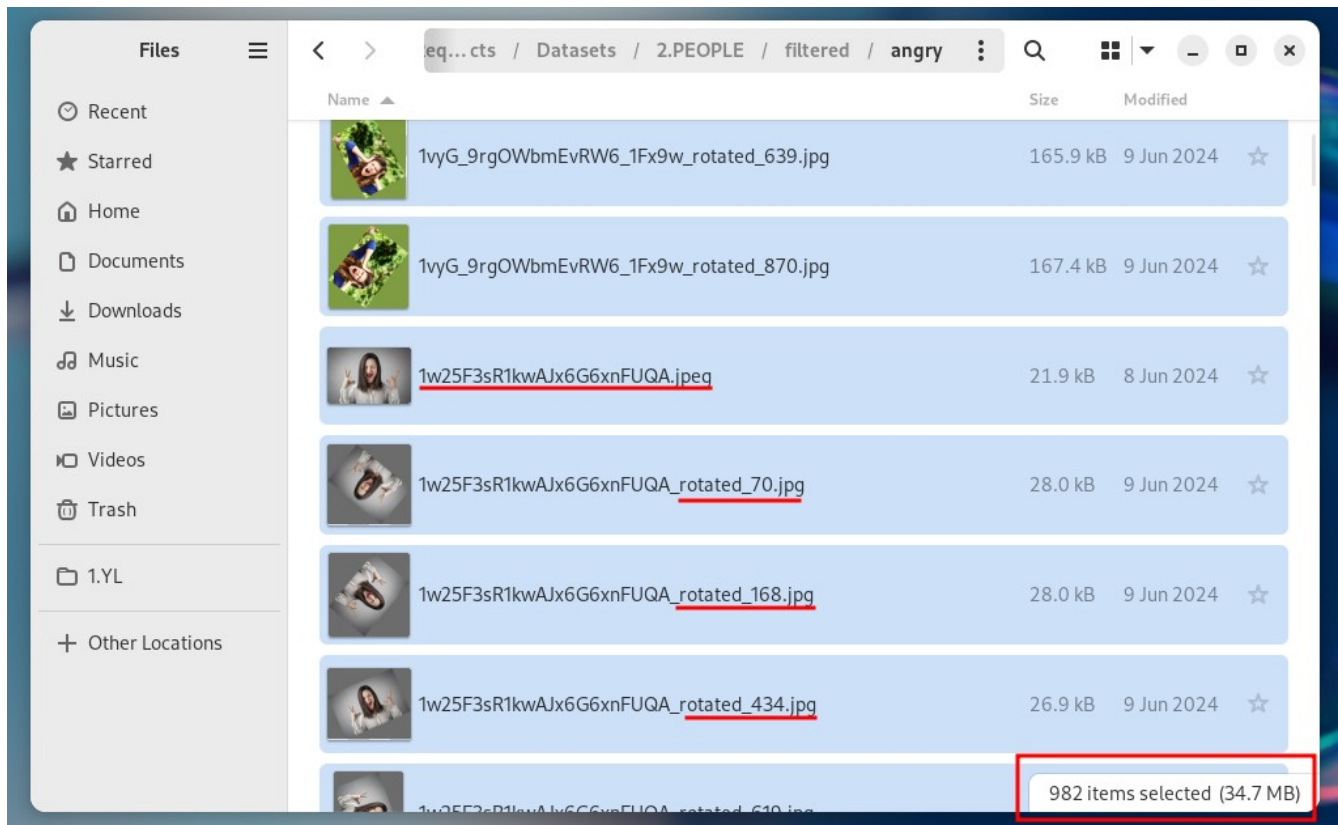 Files
Recent
Starred
Home
Documents
Downloads
Music
Pictures
Videos
Trash
1.YL
Other Locations
eq…cts / Datasets / 2.PEOPLE / filtered / angry
Name Size Modified
1vyG_9rgOWbmEvRW6_1Fx9w_rotated_639.jpg 165.9 kB 9 Jun 2024
1vyG_9rgOWbmEvRW6_1Fx9w_rotated_870.jpg 167.4 kB 9 Jun 2024
1w25F3sR1kwAJx6G6xnFUQA.jpeg 21.9 kB 8 Jun 2024
1w25F3sR1kwAJx6G6xnFUQA_rotated_70.jpg 28.0 kB 9 Jun 2024
1w25F3sR1kwAJx6G6xnFUQA_rotated_168.jpg 28.0 kB 9 Jun 2024
1w25F3sR1kwAJx6G6xnFUQA_rotated_434.jpg 26.9 kB 9 Jun 2024
1w25F3sR1kwAJx6G6xnFUQA_rotated_619.jpg
982 items selected (34.7 MB)